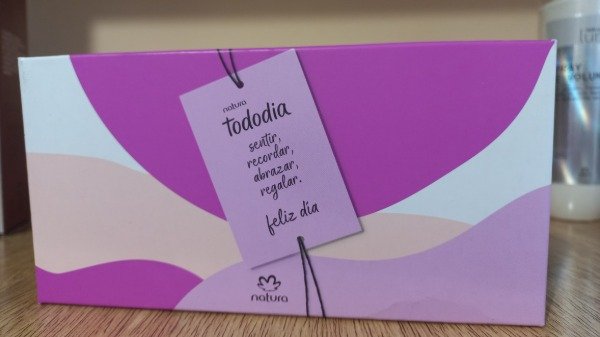 natura
tododia
sentir,
recordar,
abrazar,
regalar.
feliz día
natura